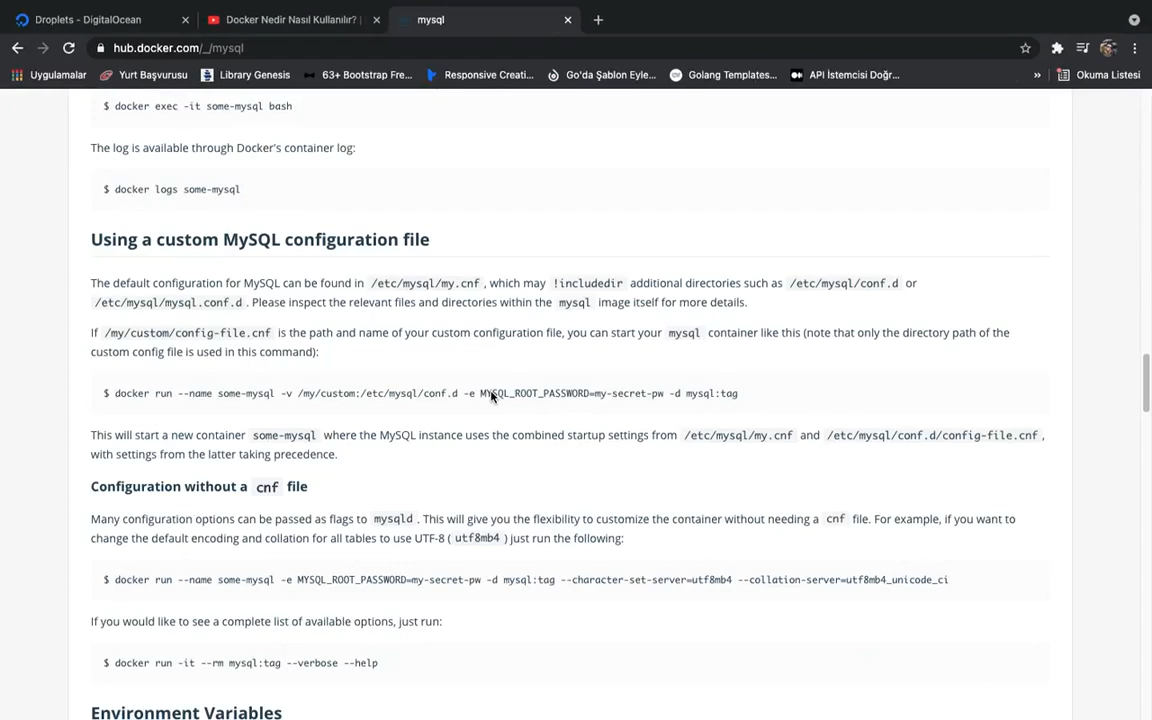 Droplets - DigitalOcean
Docker Nedir Nasıl Kullanılır? |
mysql
hub.docker.com/_/mysql
Uygulamalar
Yurt Başvurusu
Library Genesis
63+ Bootstrap Fre...
Responsive Creati...
Go'da Şablon Eyle...
Golang Templates...
API İstemcisi Doğr...
»
Okuma Listesi
$ docker exec -it some-mysql bash
The log is available through Docker's container log:
$ docker logs some-mysql
Using a custom MySQL configuration file
The default configuration for MySQL can be found in /etc/mysql/my.cnf, which may !includedir additional directories such as /etc/mysql/conf.d or
/etc/mysql/mysql.conf.d. Please inspect the relevant files and directories within the mysql image itself for more details.
If /my/custom/config-file.cnf is the path and name of your custom configuration file, you can start your mysql container like this (note that only the directory path of the
custom config file is used in this command):
$ docker run --name some-mysql -v /my/custom:/etc/mysql/conf.d -e MYSQL_ROOT_PASSWORD=my-secret-pw -d mysql:tag
This will start a new container some-mysql where the MySQL instance uses the combined startup settings from /etc/mysql/my.cnf and /etc/mysql/conf.d/config-file.cnf,
with settings from the latter taking precedence.
Configuration without a cnf file
Many configuration options can be passed as flags to mysqld. This will give you the flexibility to customize the container without needing a cnf file. For example, if you want to
change the default encoding and collation for all tables to use UTF-8 (utf8mb4) just run the following:
$ docker run --name some-mysql -e MYSQL_ROOT_PASSWORD=my-secret-pw -d mysql:tag --character-set-server=utf8mb4 --collation-server=utf8mb4_unicode_ci
If you would like to see a complete list of available options, just run:
$ docker run -it --rm mysql:tag --verbose --help
Environment Variables